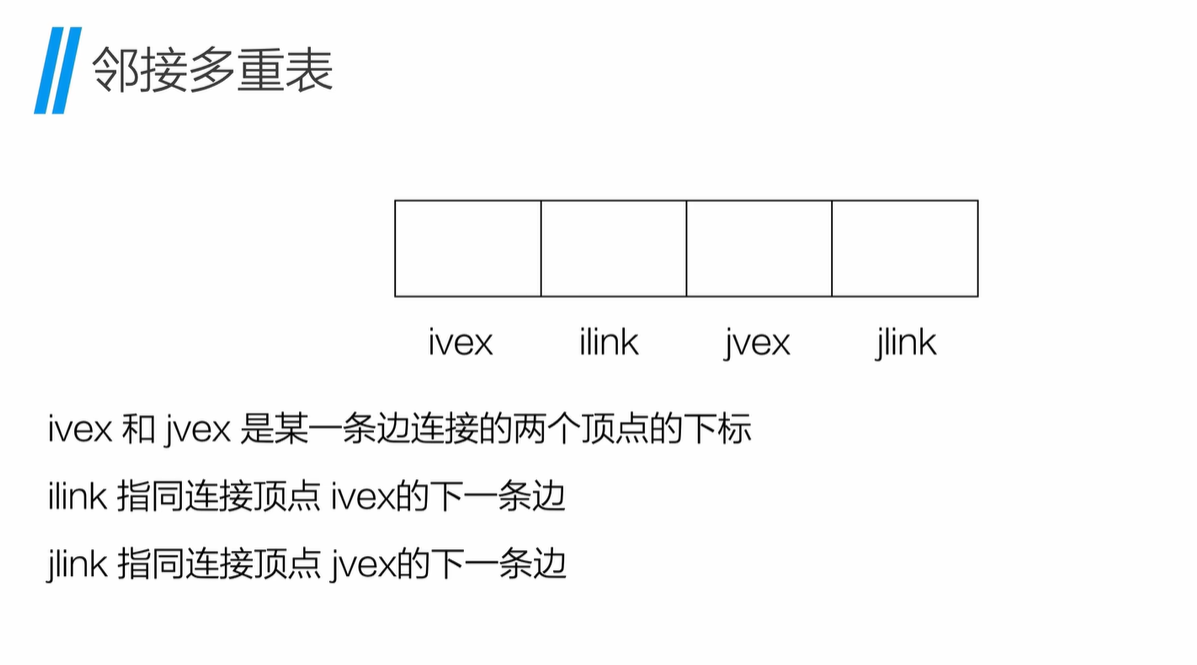 邻接多重表
ivex ilink jvex jlink
ivex 和 jvex 是某一条边连接的两个顶点的下标
ilink 指同连接顶点 ivex的下一条边
jlink 指同连接顶点 jvex的下一条边